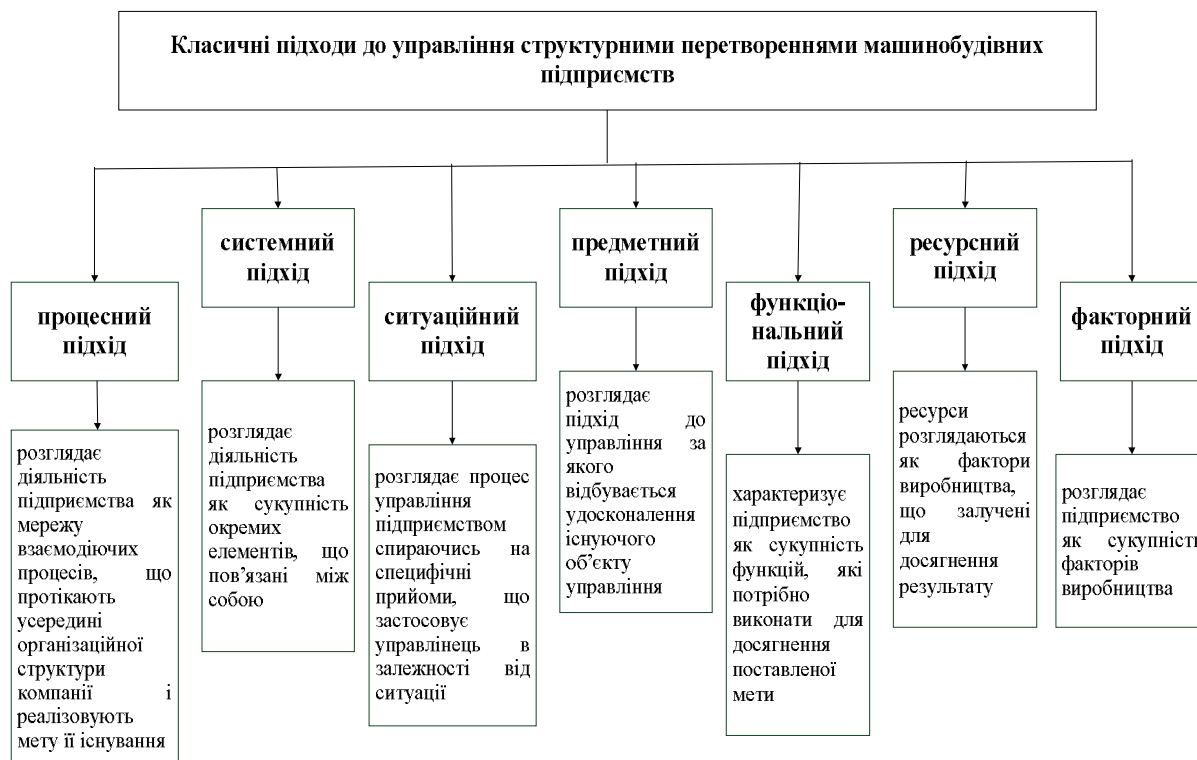 Класичні підходи до управління структурними перетвореннями машинобудівних
підприємств
процесний
підхід
розглядає
діяльність
підприємства як
мережу
взаємодіючих
процесів, що
протікають
усередині
організаційної
структури
компанії і
реалізовують
мету її існування
системний
підхід
розглядає
діяльність
підприємства
як сукупність
окремих
елементів, що
пов’язані між
собою
ситуаційний
підхід
розглядає процес
управління
підприємством
спираючись на
специфічні
прийоми, що
застосовує
управлінець в
залежності від
ситуації
предметний
підхід
розглядає
підхід до
управління за
якого
відбувається
удосконалення
існуючого
об’єкту
управління
функціо-
нальний
підхід
характеризує
підприємство
як сукупність
функцій, які
потрібно
виконати для
досягнення
поставленої
мети
ресурсний
підхід
ресурси
розглядаються
як фактори
виробництва,
що залучені
для
досягнення
результату
факторний
підхід
розглядає
підприємство
як сукупність
факторів
виробництва